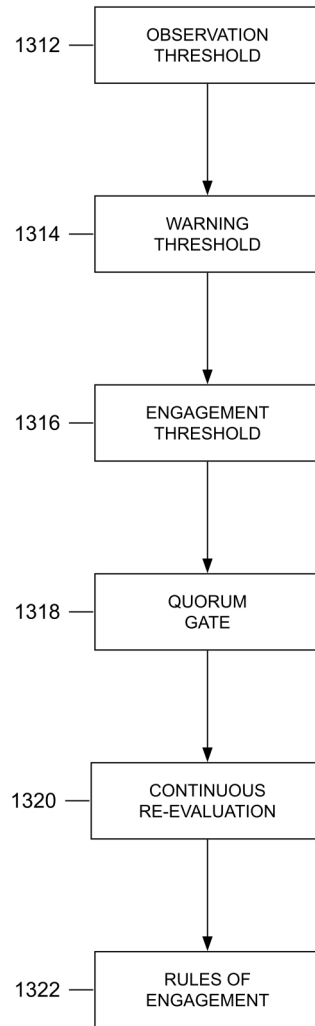 1312
OBSERVATION
THRESHOLD
1314
WARNING
THRESHOLD
1316
ENGAGEMENT
THRESHOLD
1318
QUORUM
GATE
1320
CONTINUOUS
RE-EVALUATION
1322
RULES OF
ENGAGEMENT